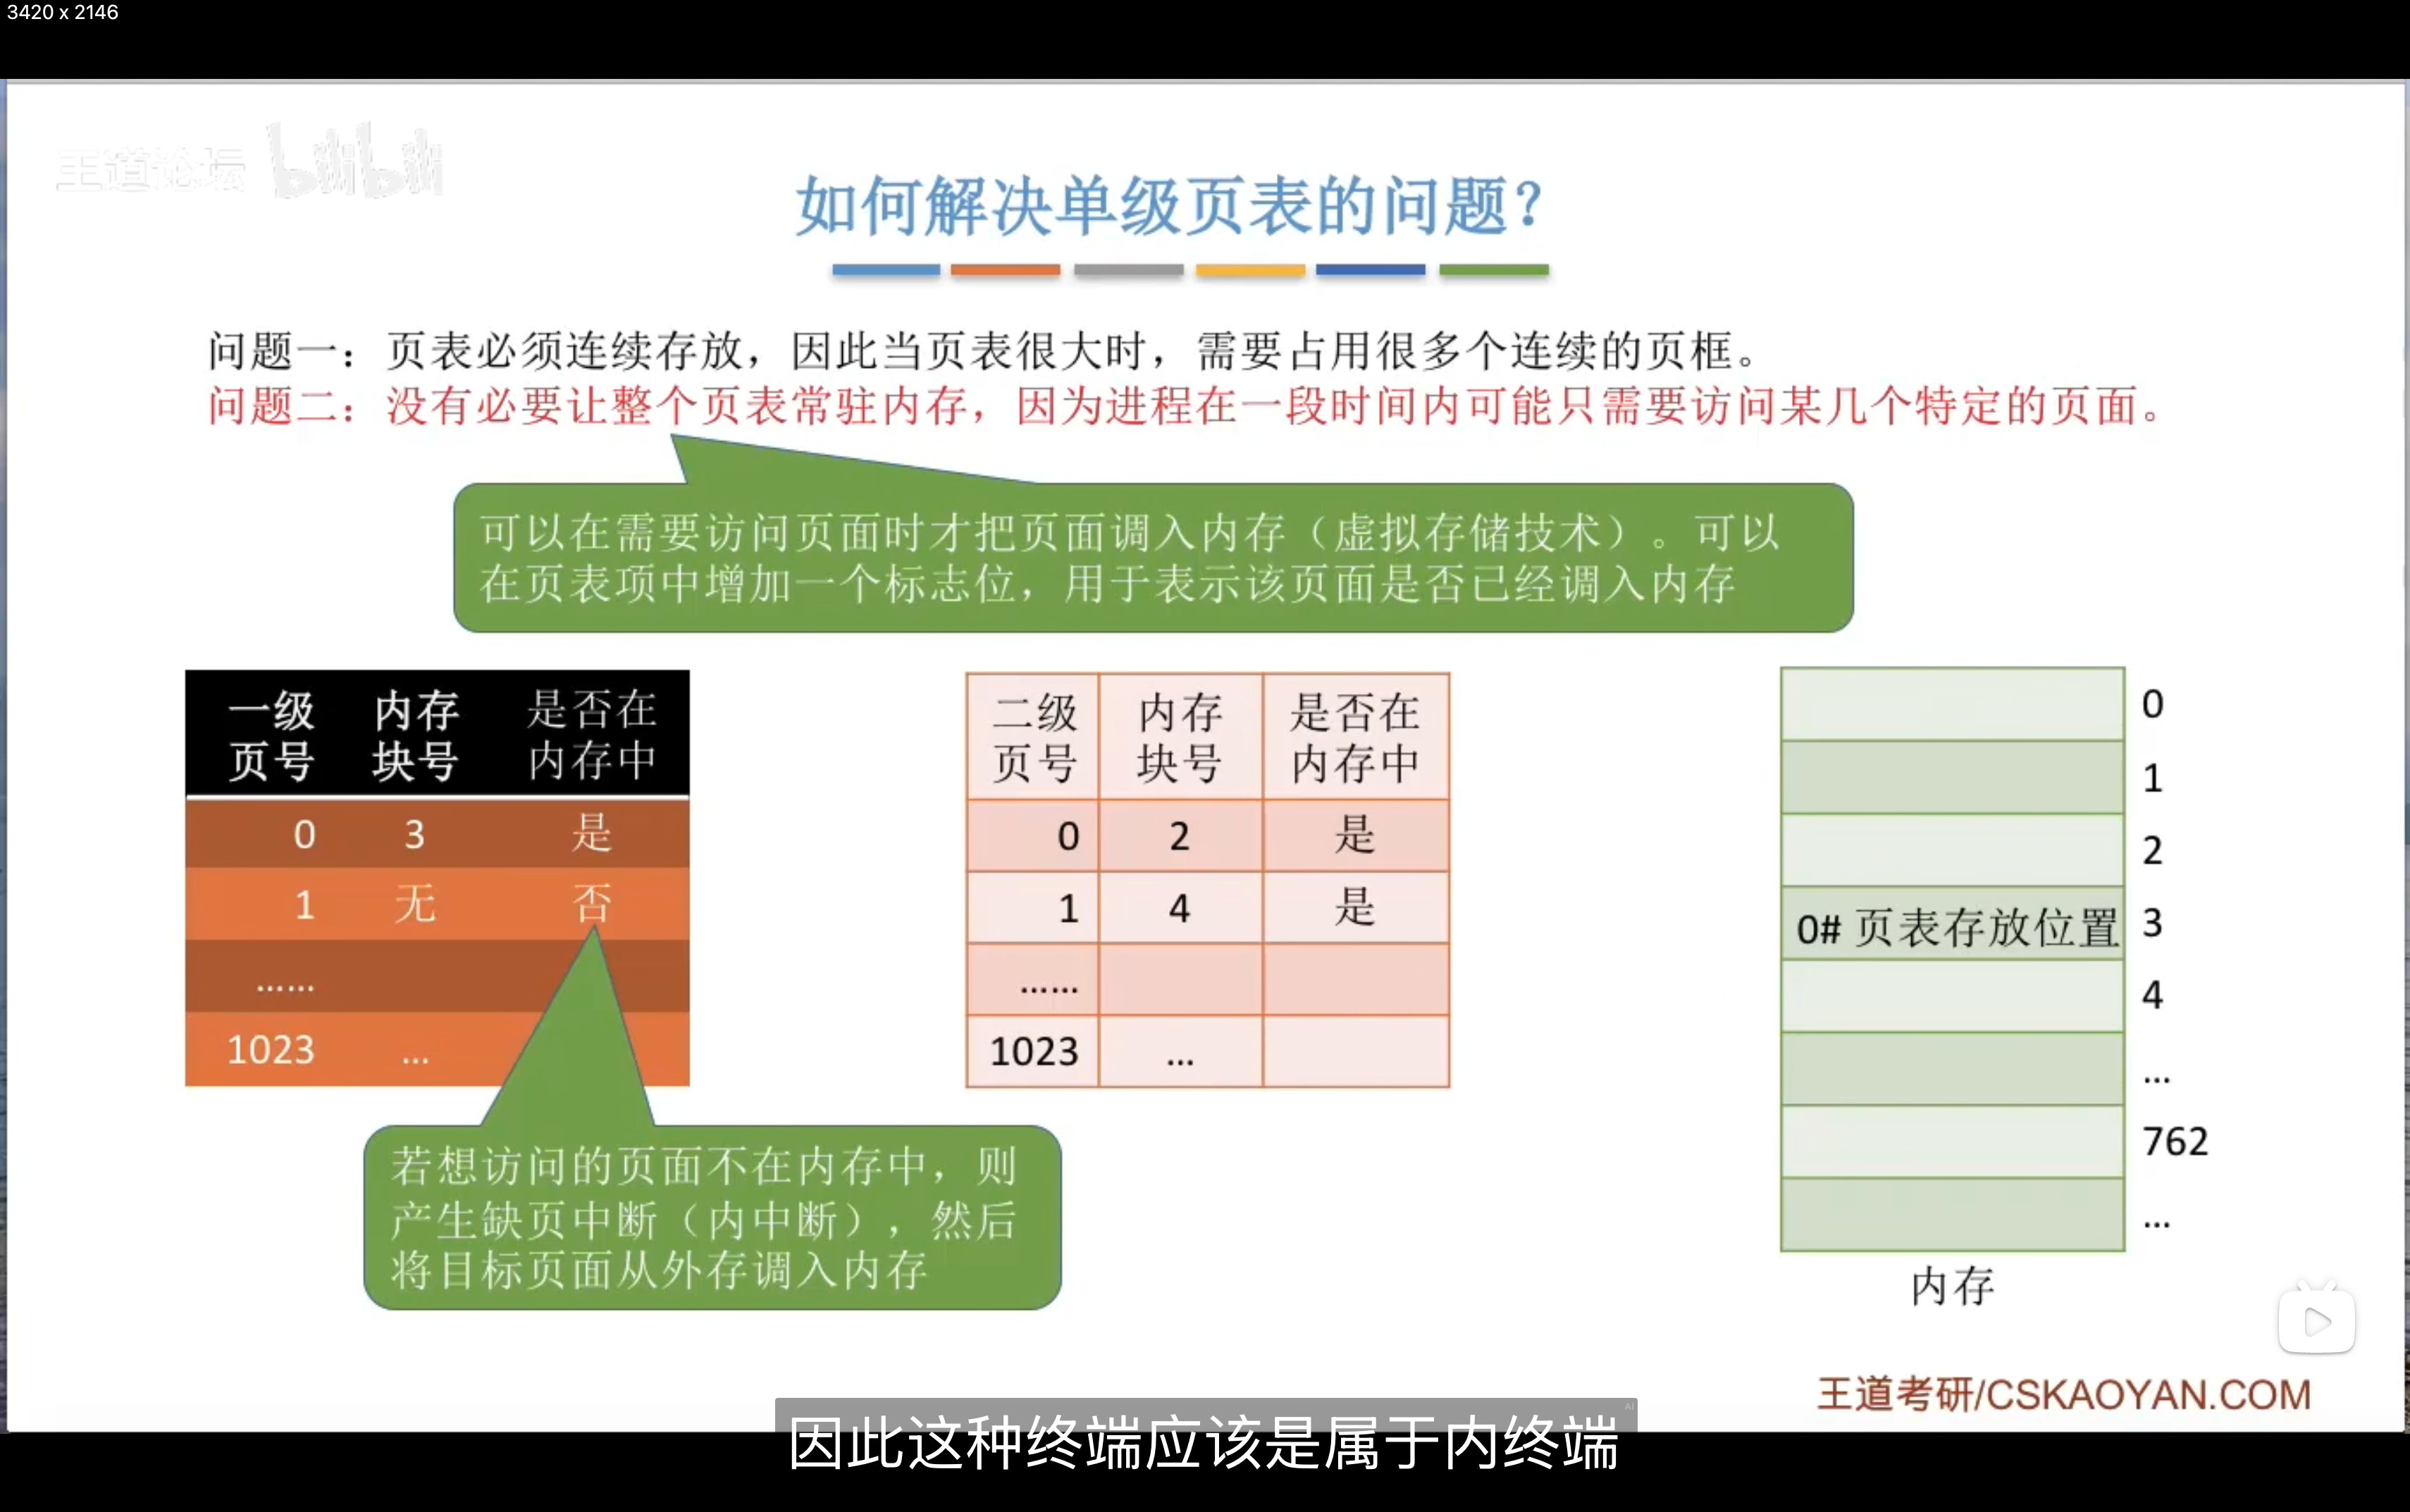 3420 x 2146
王道论坛 bilibili
如何解决单级页表的问题？
问题一：页表必须连续存放，因此当页表很大时，需要占用很多个连续的页框。
问题二：没有必要让整个页表常驻内存，因为进程在一段时间内可能只需要访问某几个特定的页面。
可以在需要访问页面时才把页面调入内存（虚拟存储技术）。可以
在页表项中增加一个标志位，用于表示该页面是否已经调入内存
一级页号 内存块号 是否在内存中
0 3 是
1 无 否
……
1023 ...
二级页号 内存块号 是否在内存中
0 2 是
1 4 是
……
1023 ...
0
1
2
0# 页表存放位置 3
4
...
762
...
内存
若想访问的页面不在内存中，则
产生缺页中断（内中断），然后
将目标页面从外存调入内存
王道考研/CSKAOYAN.COM
AI
因此这种终端应该是属于内终端